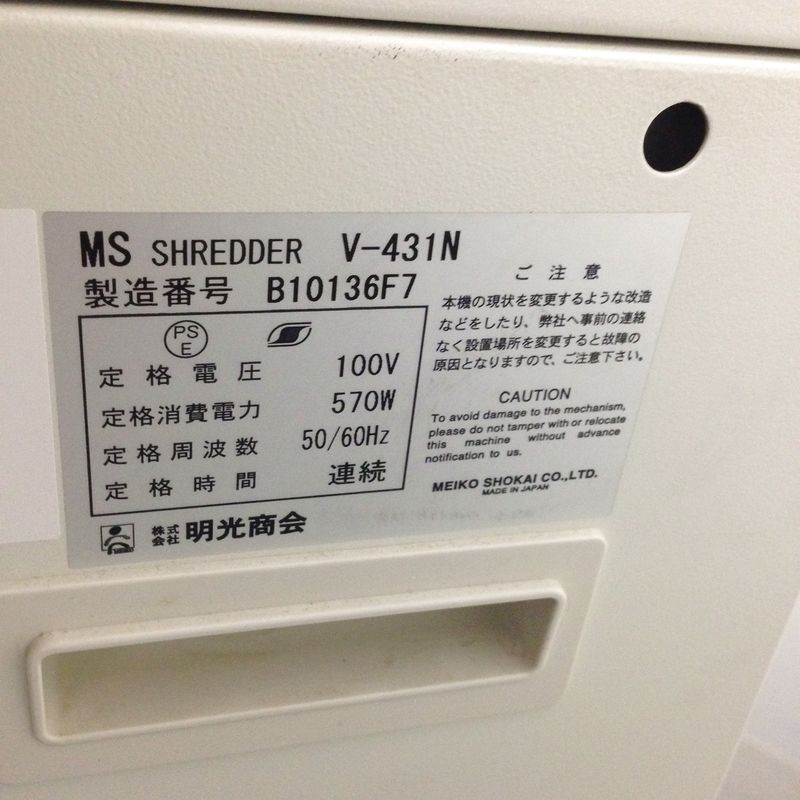 MS SHREDDER V-431N
製造番号 B10136F7
PS
E
定格電圧 100V
定格消費電力 570W
定格周波数 50/60Hz
定格時間 連続
株式会社 明光商会
ご注意
本機の現状を変更するような改造
などをしたり、弊社へ事前の連絡
なく設置場所を変更すると故障の
原因となりますので、ご注意下さい。
CAUTION
To avoid damage to the mechanism,
please do not tamper with or relocate
this machine without advance
notification to us.
MEIKO SHOKAI CO.,LTD.
MADE IN JAPAN